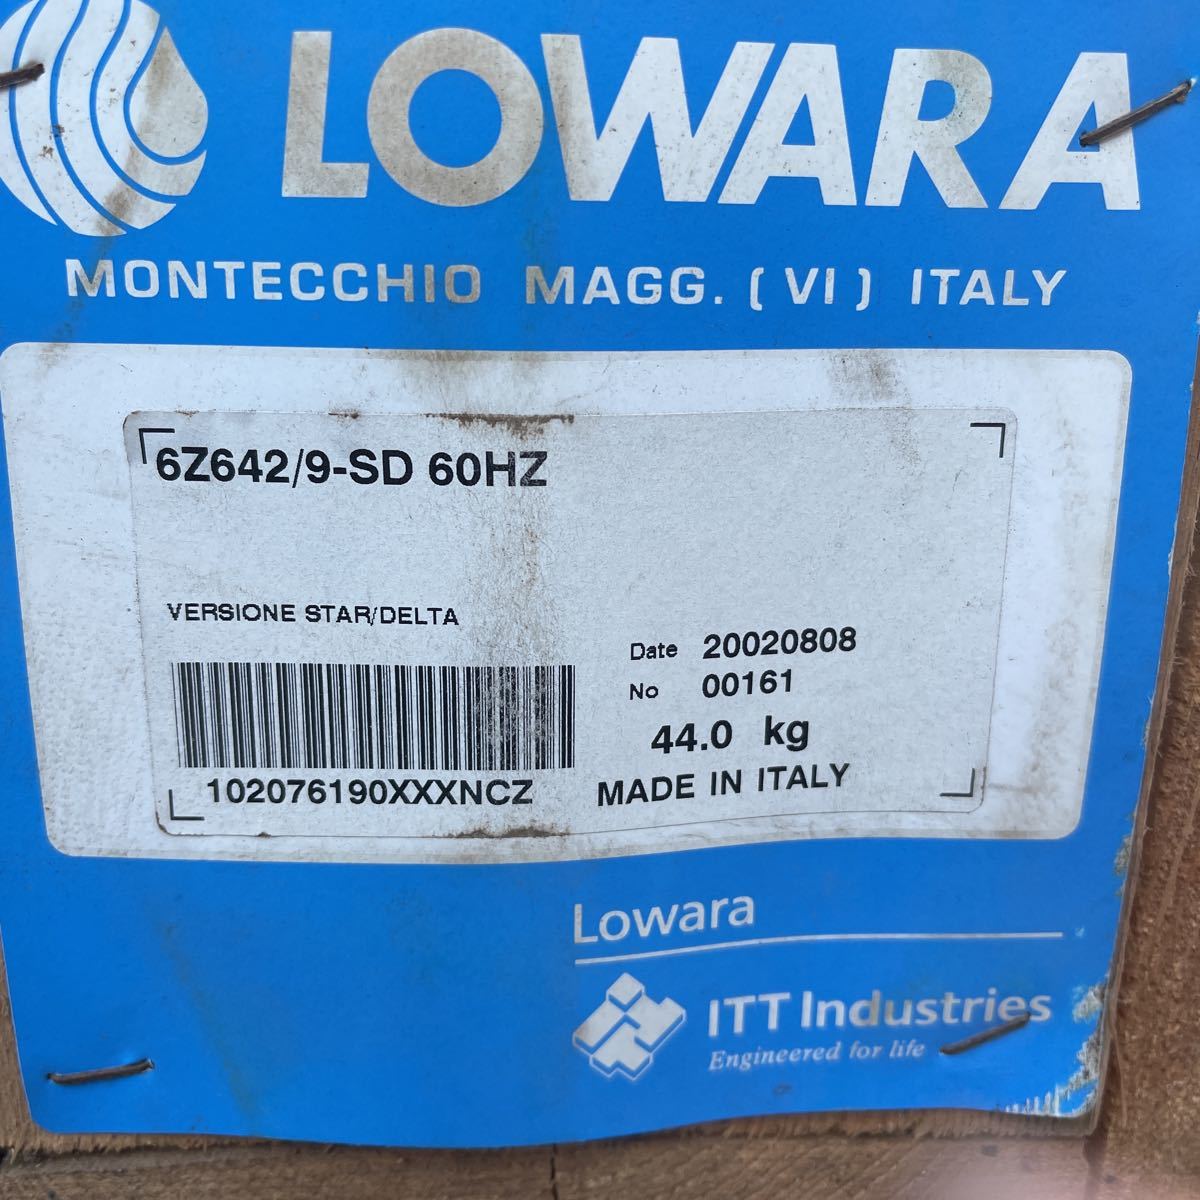 LOWARA
MONTECCHIO MAGG. (VI) ITALY
6Z642/9-SD 60HZ
VERSIONE STAR/DELTA
Date 20020808
No 00161
44.0 kg
102076190XXXNCZ
MADE IN ITALY
Lowara
ITT Industries
Engineered for life